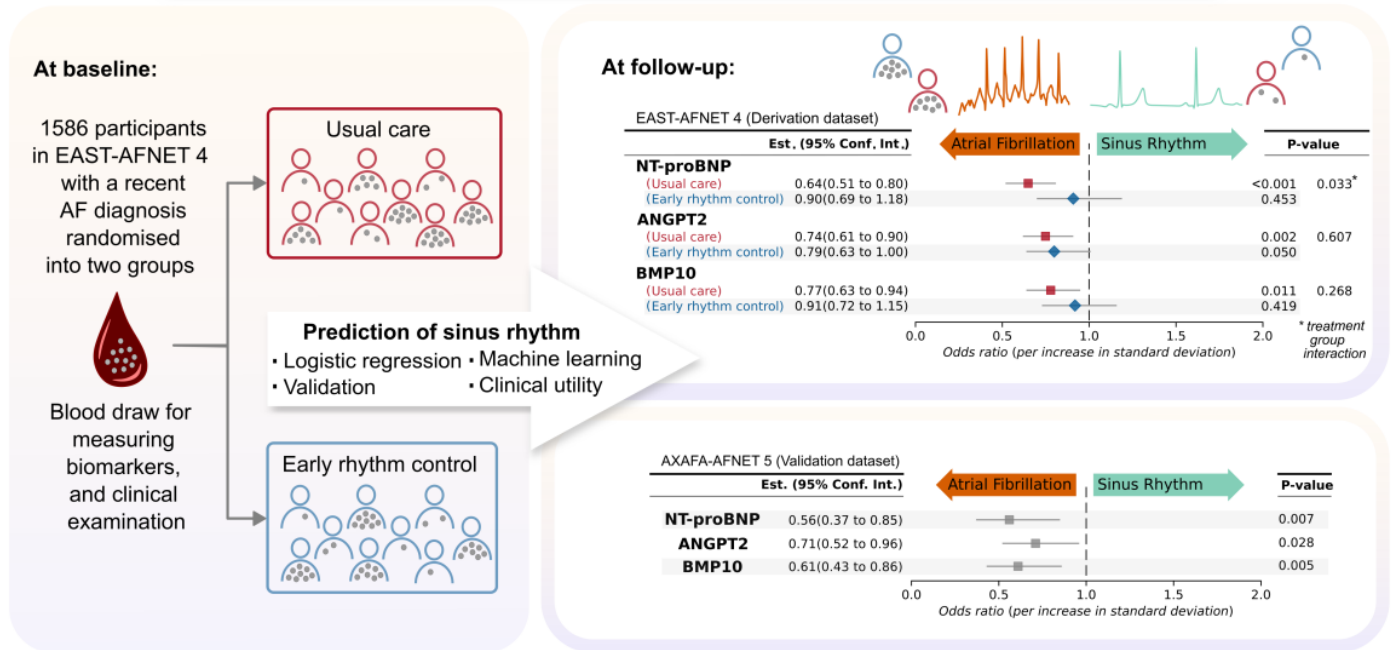 At baseline:
1586 participants
in EAST-AFNET 4
with a recent
AF diagnosis
randomised
into two groups
Blood draw for
measuring
biomarkers,
and clinical
examination
Usual care
Prediction of sinus rhythm
· Logistic regression · Machine learning
· Validation · Clinical utility
Early rhythm control
At follow-up:
EAST-AFNET 4 (Derivation dataset)
Est. (95% Conf. Int.) Atrial Fibrillation Sinus Rhythm P-value
NT-proBNP
(Usual care) 0.64(0.51 to 0.80) <0.001 0.033*
(Early rhythm control) 0.90(0.69 to 1.18) 0.453
ANGPT2
(Usual care) 0.74(0.61 to 0.90) 0.002 0.607
(Early rhythm control) 0.79(0.63 to 1.00) 0.050
BMP10
(Usual care) 0.77(0.63 to 0.94) 0.011 0.268
(Early rhythm control) 0.91(0.72 to 1.15) 0.419
0.0 0.5 1.0 1.5 2.0
Odds ratio (per increase in standard deviation)
* treatment
group
interaction
AXAFA-AFNET 5 (Validation dataset)
Est. (95% Conf. Int.) Atrial Fibrillation Sinus Rhythm P-value
NT-proBNP 0.56(0.37 to 0.85) 0.007
ANGPT2 0.71(0.52 to 0.96) 0.028
BMP10 0.61(0.43 to 0.86) 0.005
0.0 0.5 1.0 1.5 2.0
Odds ratio (per increase in standard deviation)